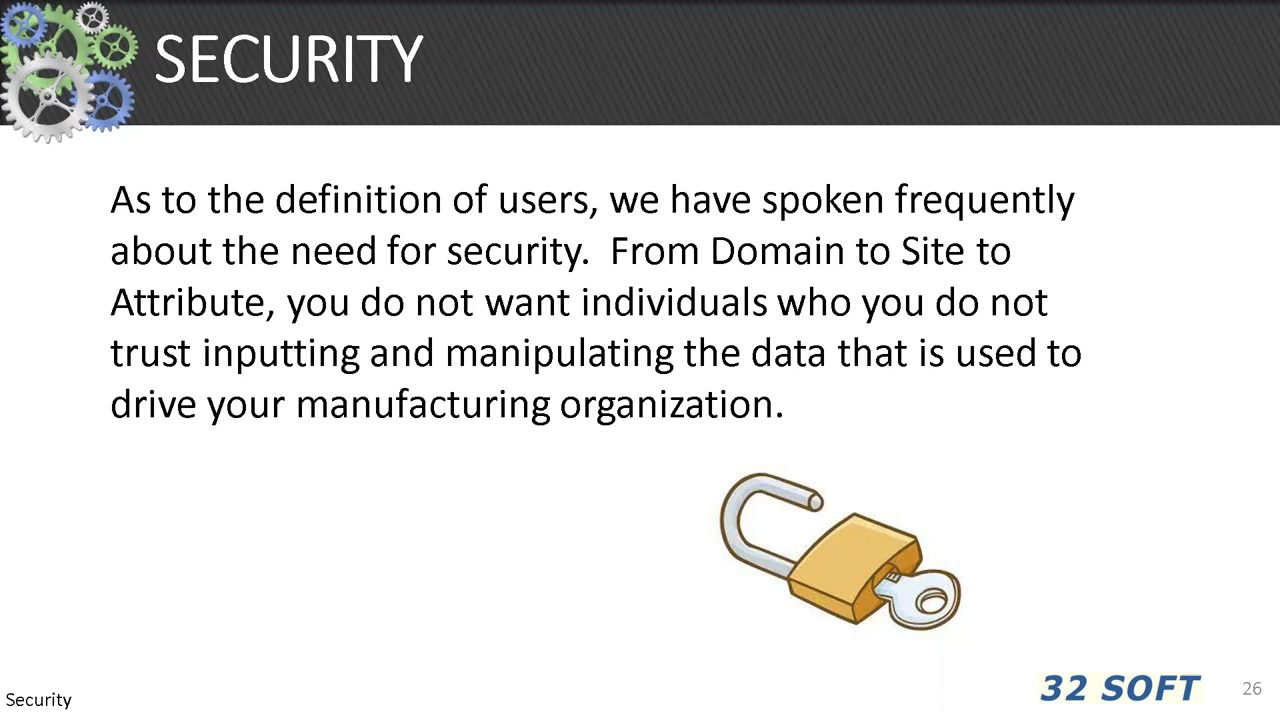 SECURITY
As to the definition of users, we have spoken frequently
about the need for security.  From Domain to Site to
Attribute, you do not want individuals who you do not
trust inputting and manipulating the data that is used to
drive your manufacturing organization.
Security
32 SOFT
26